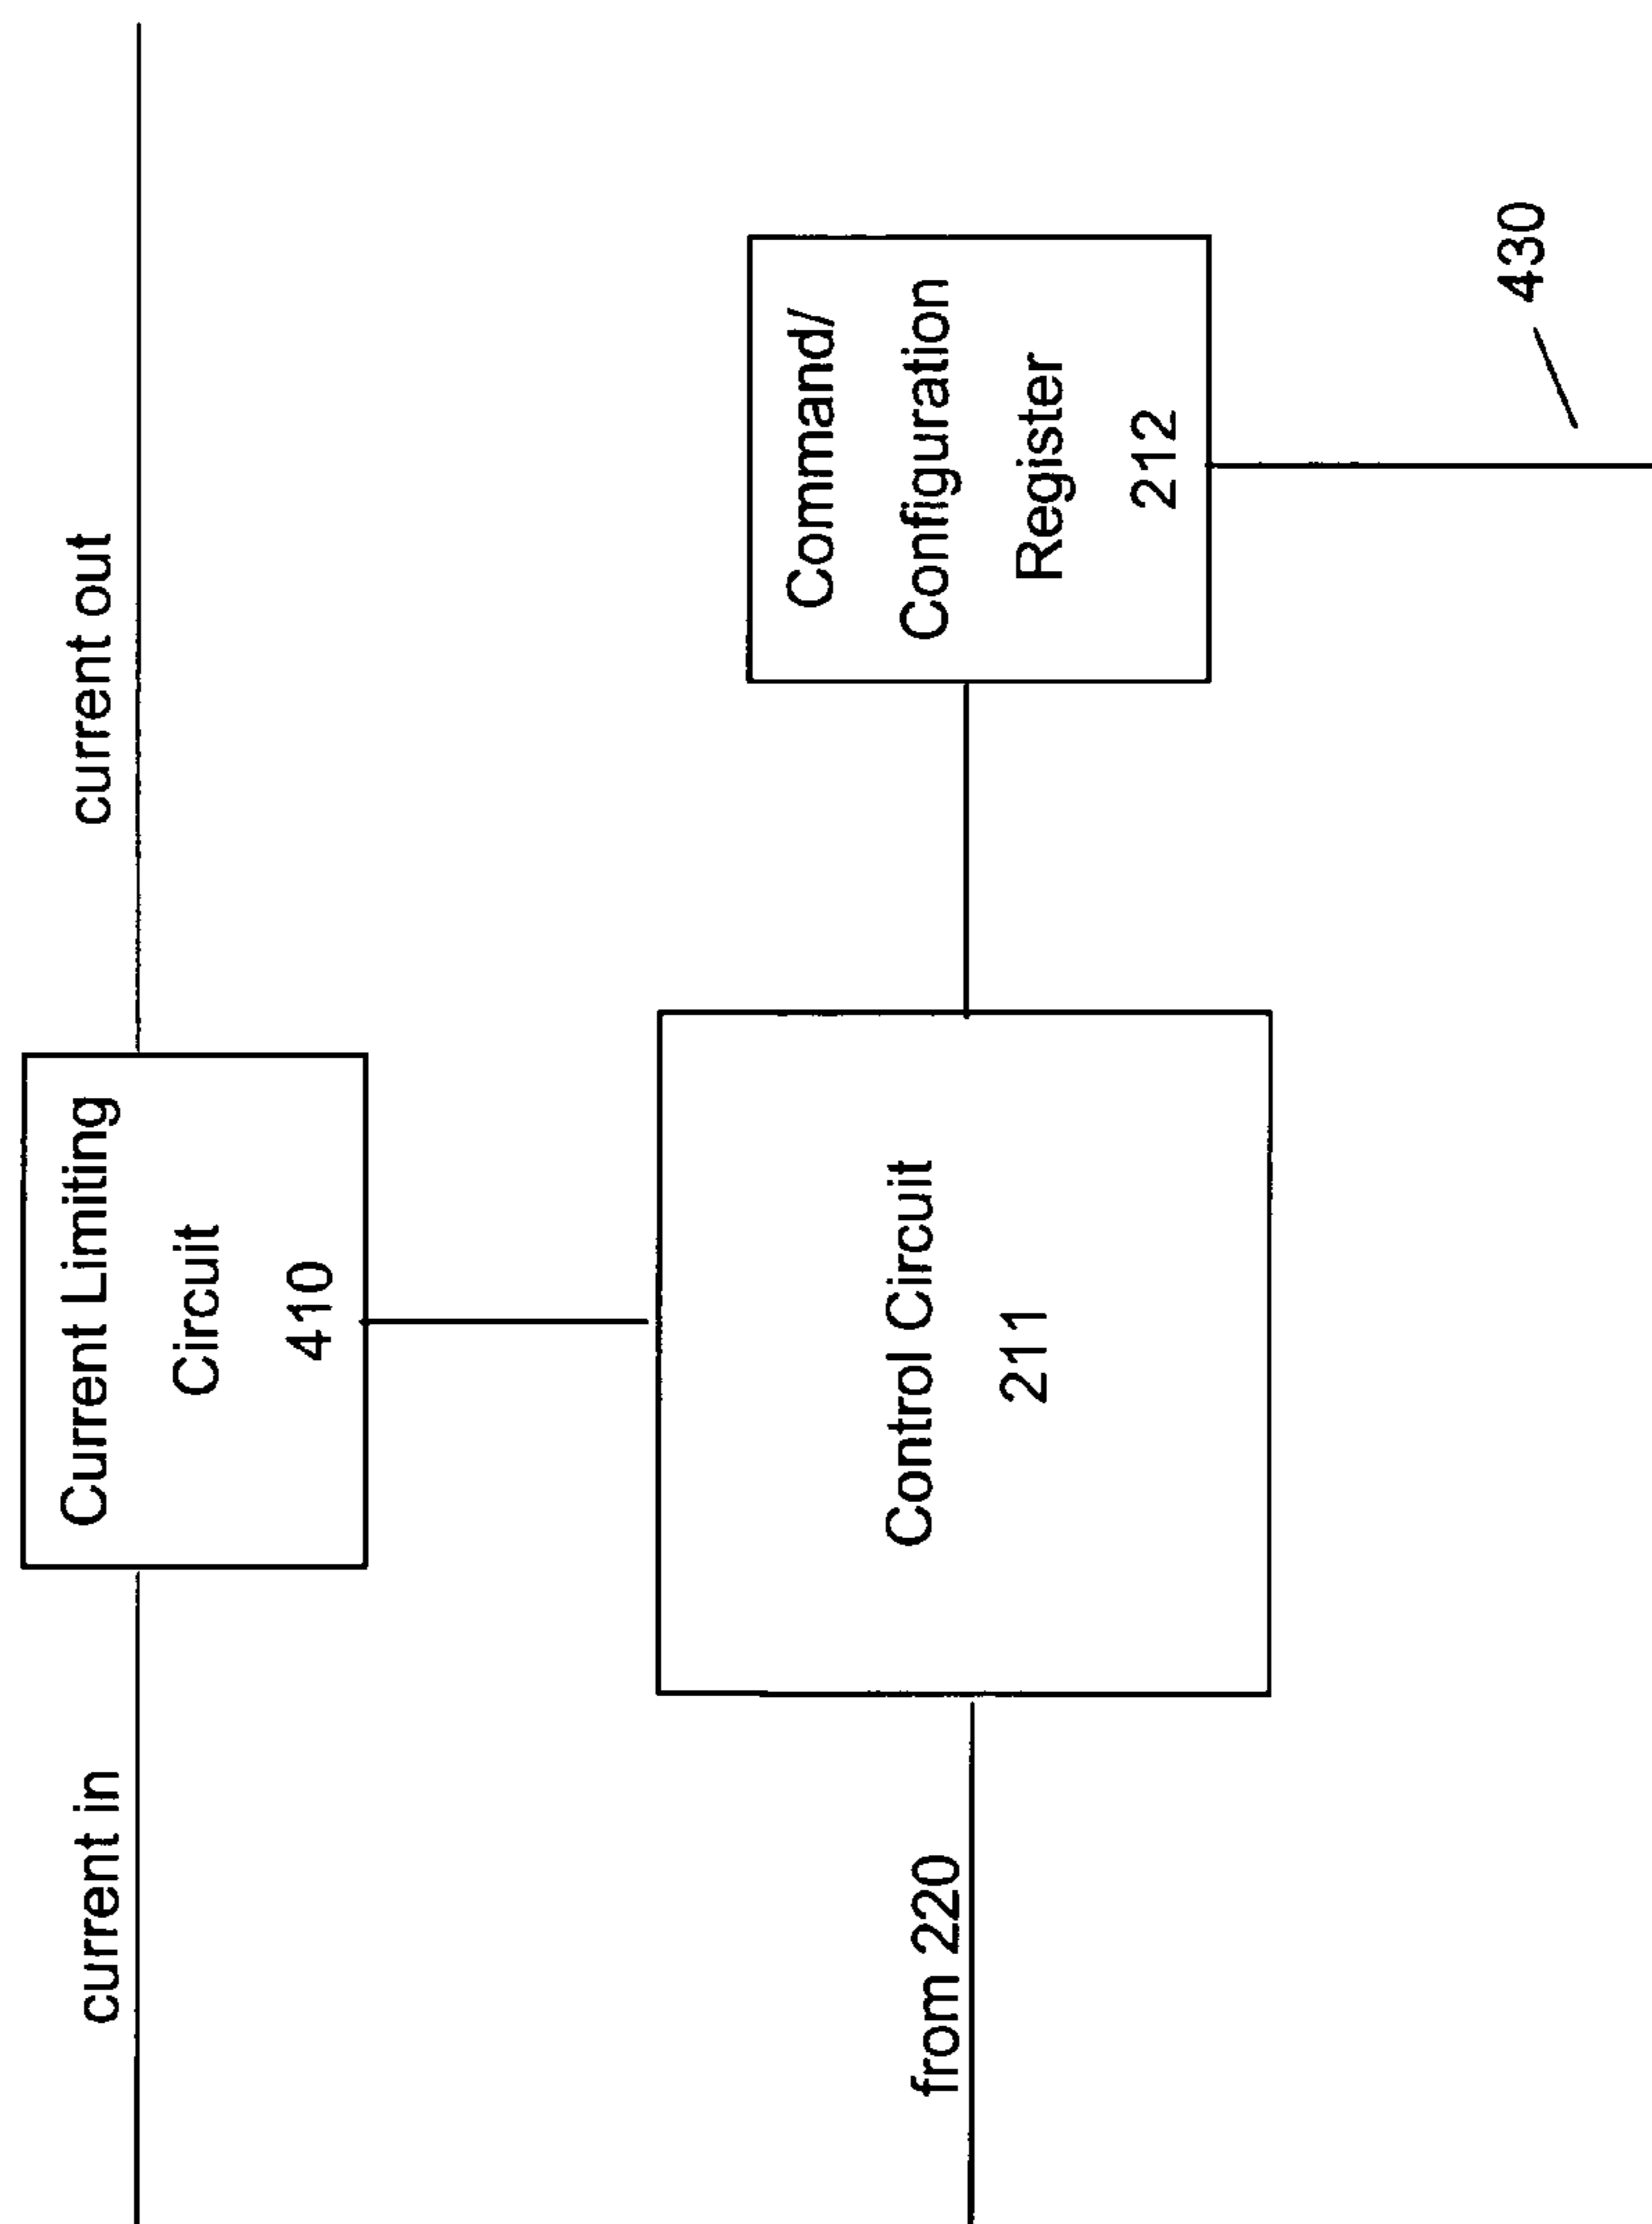 current in
Current Limiting
Circuit
410
current out
from 220
Control Circuit
211
Command/
Configuration
Register
212
430